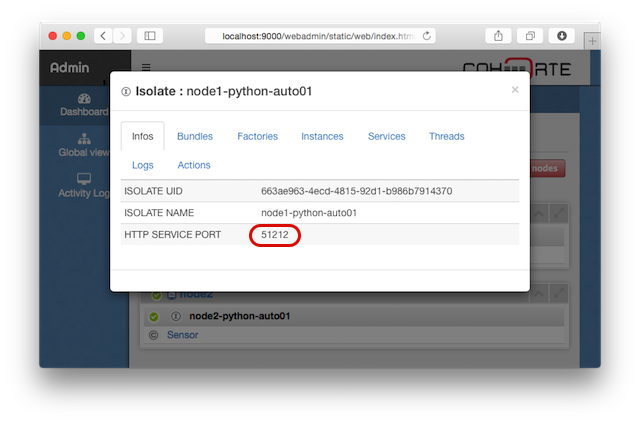 localhost:9000/webadmin/static/web/index.htm
Admin
COHORTE
Isolate : node1-python-auto01
×
Dashboard
Infos
Bundles
Factories
Instances
Services
Threads
Global view
nodes
Logs
Actions
Activity Log
ISOLATE UID 663ae963-4ecd-4815-92d1-b986b7914370
ISOLATE NAME node1-python-auto01
HTTP SERVICE PORT 51212
node2
node2-python-auto01
Sensor